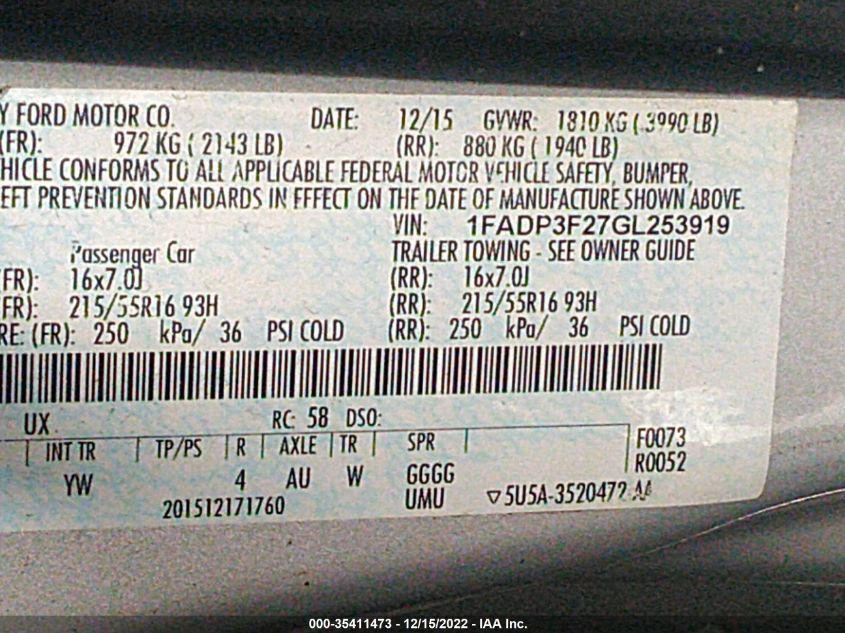 Y FORD MOTOR CO. DATE: 12/15 GVWR: 1810 KG ( 3990 LB)
(FR): 972 KG ( 2143 LB) (RR): 880 KG ( 1940 LB)
HICLE CONFORMS TO ALL APPLICABLE FEDERAL MOTOR VEHICLE SAFETY, BUMPER,
EFT PREVENTION STANDARDS IN EFFECT ON THE DATE OF MANUFACTURE SHOWN ABOVE.
VIN: 1FADP3F27GL253919
Passenger Car TRAILER TOWING - SEE OWNER GUIDE
(FR): 16x7.0J (RR): 16x7.0J
(FR): 215/55R16 93H (RR): 215/55R16 93H
RE: (FR): 250 kPa/ 36 PSI COLD (RR): 250 kPa/ 36 PSI COLD
UX RC: 58 DSO:
INT TR TP/PS R AXLE TR SPR F0073
R0052
YW 4 AU W GGGG
201512171760 UMU 5U5A-3520472-AA
000-35411473 - 12/15/2022 - IAA Inc.